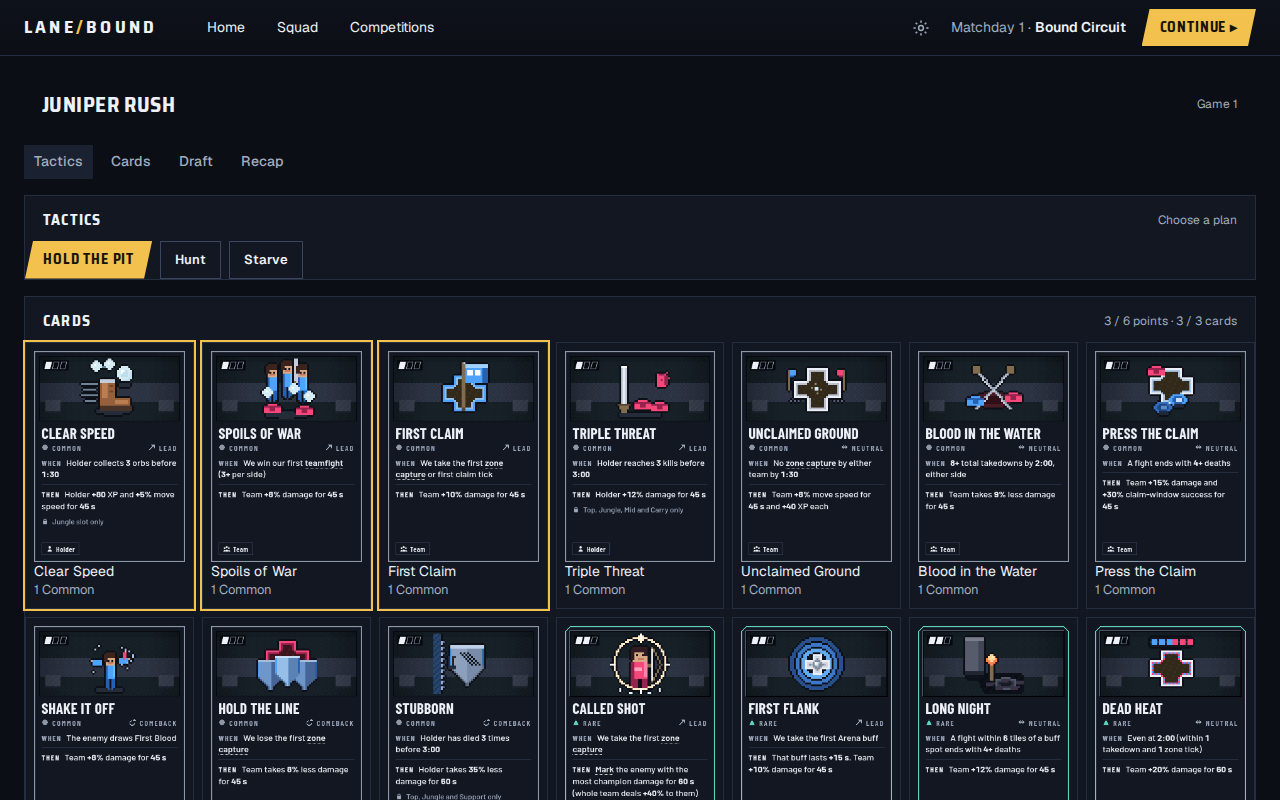 LANE/BOUND
Home
Squad
Competitions
Matchday 1 · Bound Circuit
CONTINUE ▸
JUNIPER RUSH
Game 1
Tactics
Cards
Draft
Recap
TACTICS
Choose a plan
HOLD THE PIT
Hunt
Starve
CARDS
3 / 6 points · 3 / 3 cards
CLEAR SPEED
COMMON
LEAD
WHEN Holder collects 3 orbs before
1:30
THEN Holder +80 XP and +5% move
speed for 45 s
Jungle slot only
Holder
Clear Speed
1 Common
SPOILS OF WAR
COMMON
LEAD
WHEN We win our first teamfight
(3+ per side)
THEN Team +8% damage for 45 s
Team
Spoils of War
1 Common
FIRST CLAIM
COMMON
LEAD
WHEN We take the first zone
capture or first claim tick
THEN Team +10% damage for 45 s
Team
First Claim
1 Common
TRIPLE THREAT
COMMON
LEAD
WHEN Holder reaches 3 kills before
3:00
THEN Holder +12% damage for 45 s
Top, Jungle, Mid and Carry only
Holder
Triple Threat
1 Common
UNCLAIMED GROUND
COMMON
NEUTRAL
WHEN No zone capture by either
team by 1:30
THEN Team +8% move speed for
45 s and +40 XP each
Team
Unclaimed Ground
1 Common
BLOOD IN THE WATER
COMMON
NEUTRAL
WHEN 8+ total takedowns by 2:00,
either side
THEN Team takes 9% less damage
for 45 s
Team
Blood in the Water
1 Common
PRESS THE CLAIM
COMMON
NEUTRAL
WHEN A fight ends with 4+ deaths
THEN Team +15% damage and
+30% claim-window success for
45 s
Team
Press the Claim
1 Common
SHAKE IT OFF
COMMON
COMEBACK
WHEN The enemy draws First Blood
THEN Team +8% damage for 45 s
HOLD THE LINE
COMMON
COMEBACK
WHEN We lose the first zone
capture
THEN Team takes 8% less damage
for 45 s
STUBBORN
COMMON
COMEBACK
WHEN Holder has died 3 times
before 3:00
THEN Holder takes 35% less
damage for 60 s
Top, Jungle and Support only
CALLED SHOT
RARE
LEAD
WHEN We take the first zone
capture
THEN Mark the enemy with the
most champion damage for 60 s
(whole team deals +40% to them)
FIRST FLANK
RARE
LEAD
WHEN We take the first Arena buff
THEN That buff lasts +15 s. Team
+10% damage for 45 s
LONG NIGHT
RARE
NEUTRAL
WHEN A fight within 6 tiles of a buff
spot ends with 4+ deaths
THEN Team +12% damage for 45 s
DEAD HEAT
RARE
NEUTRAL
WHEN Even at 2:00 (within 1
takedown and 1 zone tick)
THEN Team +20% damage for 60 s